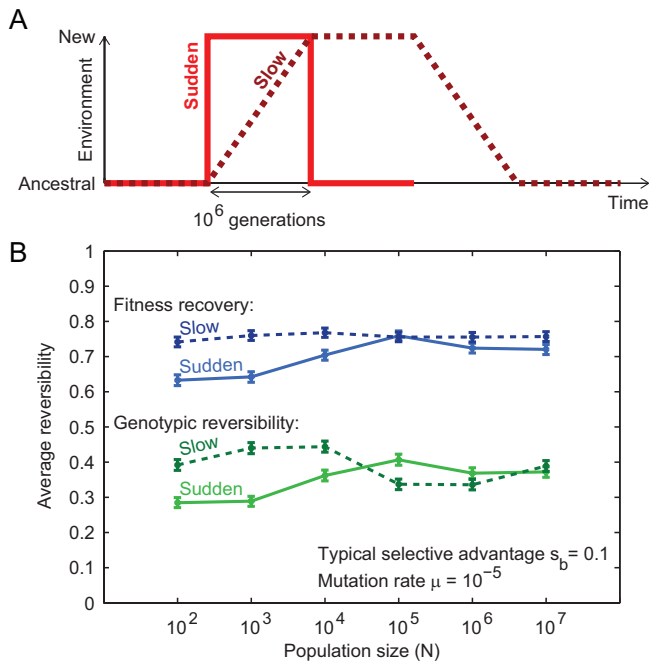 A
New
Environment
Ancestral
Sudden
Slow
Time
10^6 generations
B
Average reversibility
1
0.9
0.8
0.7
0.6
0.5
0.4
0.3
0.2
0.1
0
Fitness recovery:
Slow
Sudden
Genotypic reversibility:
Slow
Sudden
Typical selective advantage s_b = 0.1
Mutation rate μ = 10^-5
10^2 10^3 10^4 10^5 10^6 10^7
Population size (N)